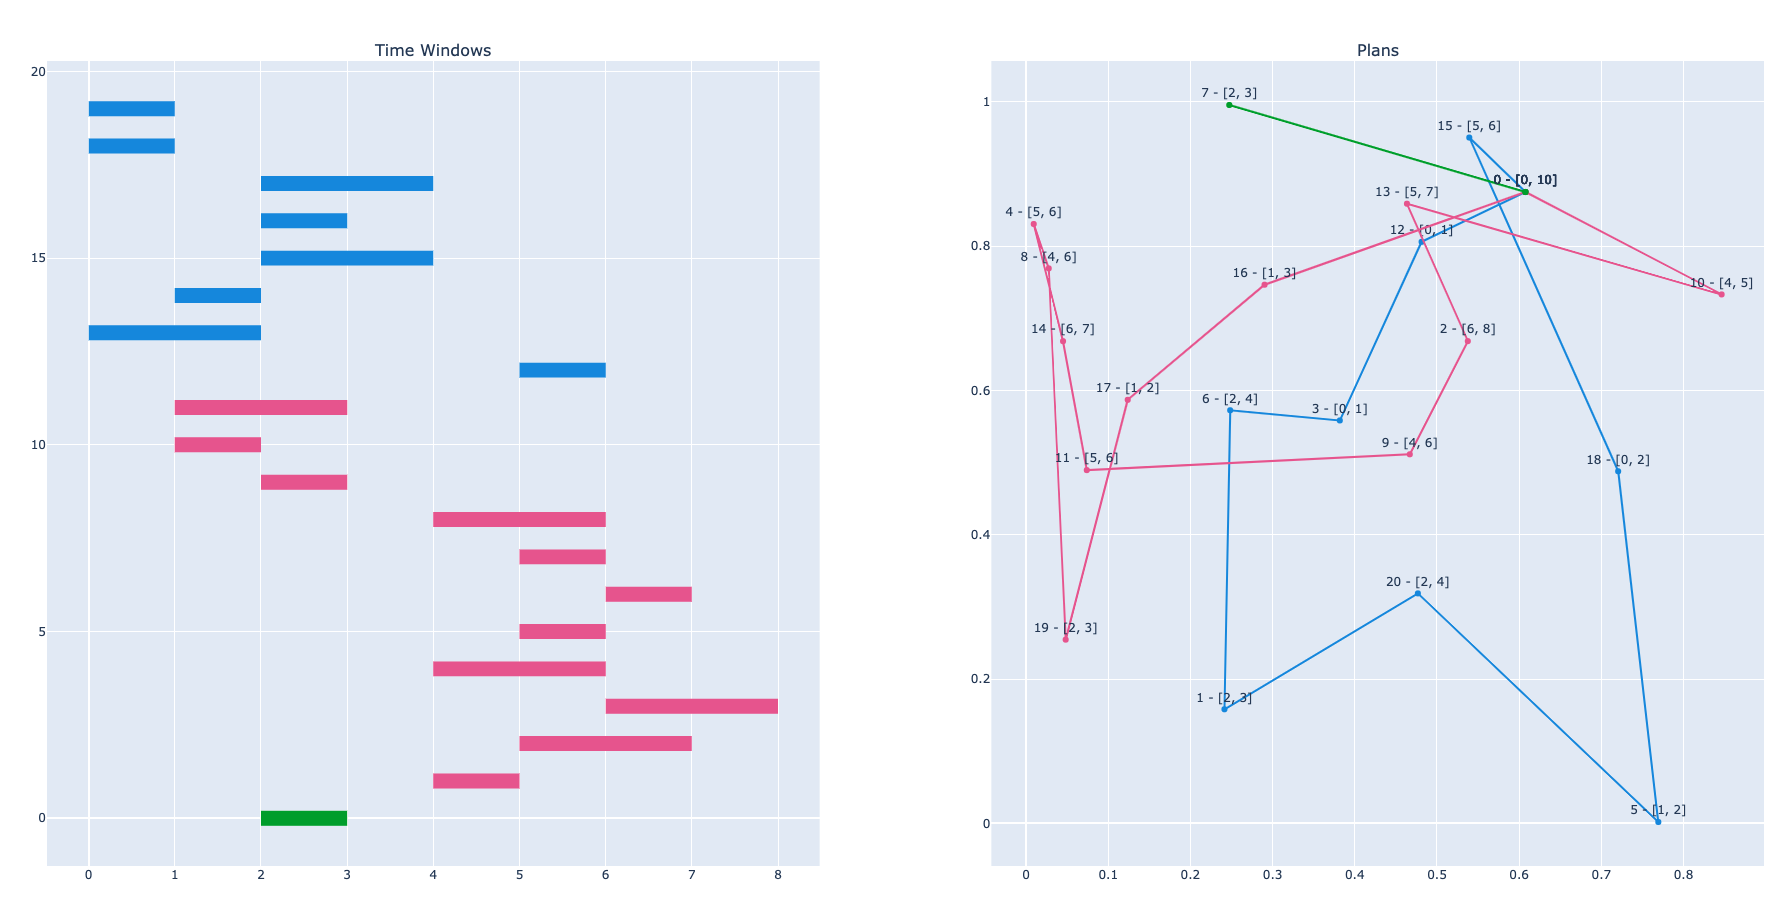 Time Windows
20
15
10
5
0
0 1 2 3 4 5 6 7 8
Plans
1
0.8
0.6
0.4
0.2
0
7 - [2, 3]
15 - [5, 6]
0 - [0, 10]
13 - [5, 7]
4 - [5, 6]
12 - [0, 1]
8 - [4, 6]
16 - [1, 3]
10 - [4, 5]
14 - [6, 7]
2 - [6, 8]
17 - [1, 2]
6 - [2, 4]
3 - [0, 1]
9 - [4, 6]
11 - [5, 6]
18 - [0, 2]
20 - [2, 4]
19 - [2, 3]
1 - [2, 3]
5 - [1, 2]
0 0.1 0.2 0.3 0.4 0.5 0.6 0.7 0.8